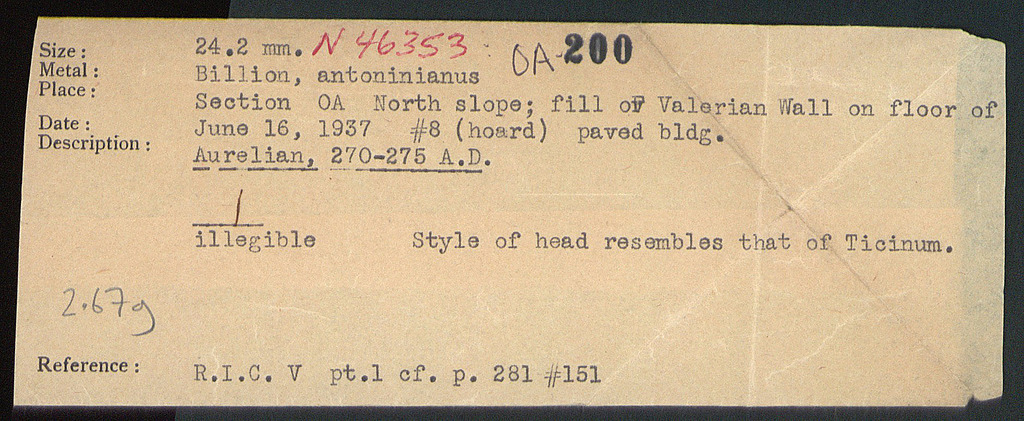 Size: 24.2 mm. N 46353 OA-200
Metal: Billion, antoninianus
Place: Section OA North slope; fill of Valerian Wall on floor of
Date: June 16, 1937 #8 (hoard) paved bldg.
Description: Aurelian, 270-275 A.D.
1
illegible Style of head resembles that of Ticinum.
2.67g
Reference: R.I.C. V pt.1 cf. p. 281 #151